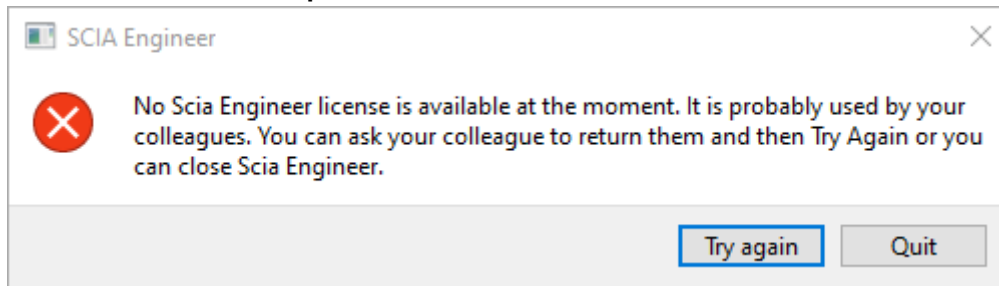 SCIA Engineer
No Scia Engineer license is available at the moment. It is probably used by your
colleagues. You can ask your colleague to return them and then Try Again or you
can close Scia Engineer.
Try again
Quit